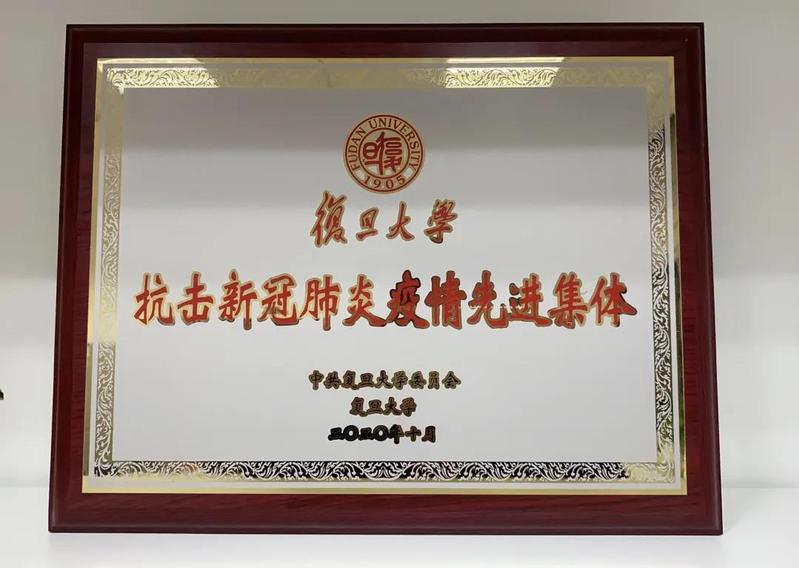 FUDAN UNIVERSITY
1905
復旦大學
抗击新冠肺炎疫情先进集体
中共复旦大学委员会
复旦大学
二〇二〇年十月